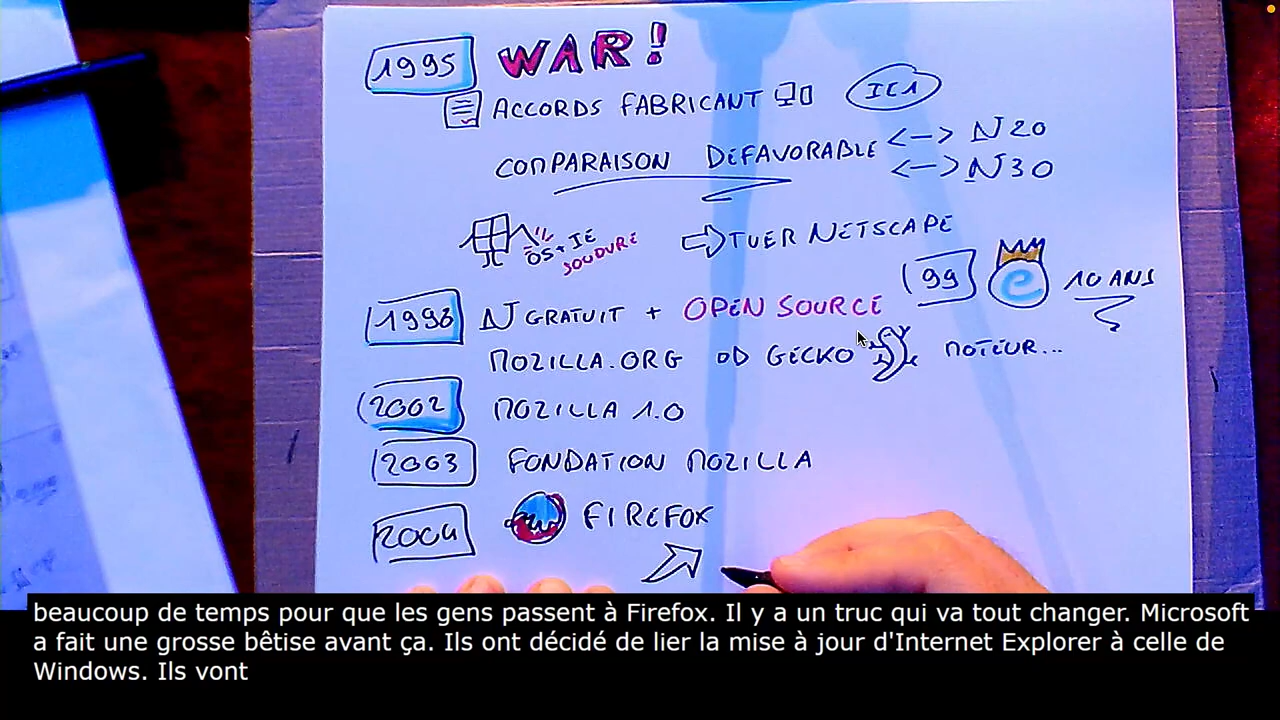 1995 WAR!
ACCORDS FABRICANT IE1
COMPARAISON DEFAVORABLE <-> N20
<-> N30
OS + IE
SOUDURE
TUER NETSCAPE
99 e 10 ANS
1998 N GRATUIT + OPEN SOURCE
MOZILLA.ORG GECKO MOTEUR...
2002 MOZILLA 1.0
2003 FONDATION MOZILLA
2004 FIREFOX
beaucoup de temps pour que les gens passent à Firefox. Il y a un truc qui va tout changer. Microsoft
a fait une grosse bêtise avant ça. Ils ont décidé de lier la mise à jour d'Internet Explorer à celle de
Windows. Ils vont